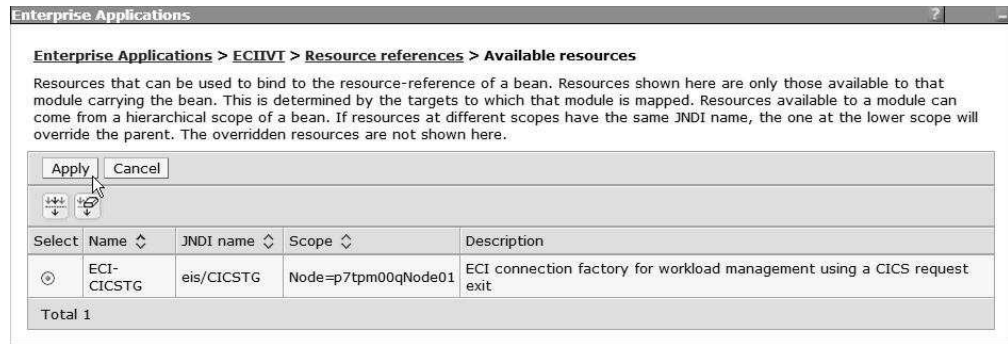 Enterprise Applications ? –
Enterprise Applications > ECIIVT > Resource references > Available resources
Resources that can be used to bind to the resource-reference of a bean. Resources shown here are only those available to that
module carrying the bean. This is determined by the targets to which that module is mapped. Resources available to a module can
come from a hierarchical scope of a bean. If resources at different scopes have the same JNDI name, the one at the lower scope will
override the parent. The overridden resources are not shown here.
Apply Cancel
Select Name JNDI name Scope Description
ECI-
CICSTG eis/CICSTG Node=p7tpm00qNode01 ECI connection factory for workload management using a CICS request
exit
Total 1